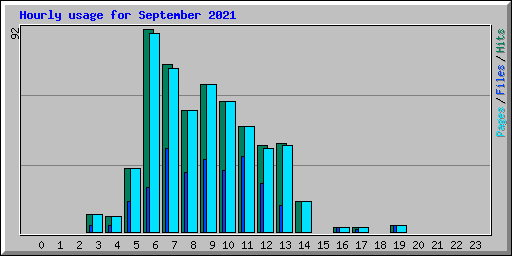 Hourly usage for September 2021
92
Pages/Files/Hits
0 1 2 3 4 5 6 7 8 9 10 11 12 13 14 15 16 17 18 19 20 21 22 23